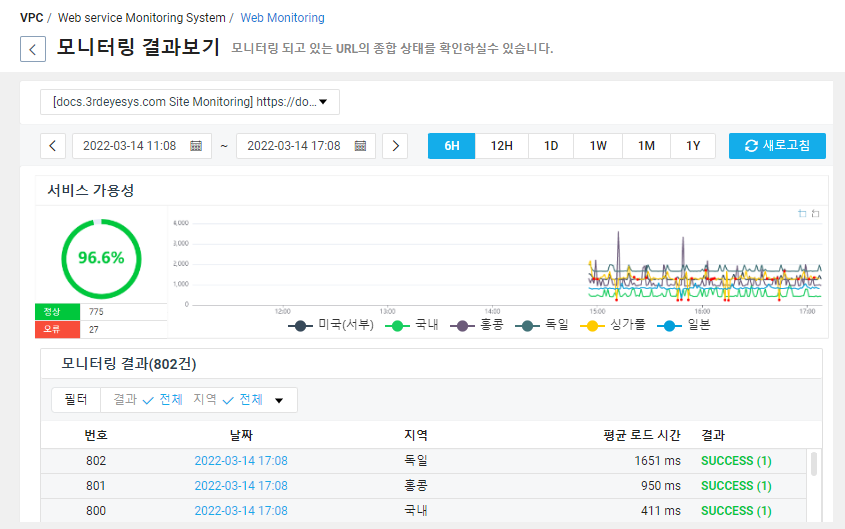 VPC / Web service Monitoring System / Web Monitoring
모니터링 결과보기 모니터링 되고 있는 URL의 종합 상태를 확인하실수 있습니다.
[docs.3rdeyesys.com Site Monitoring] https://do...
2022-03-14 11:08 ~ 2022-03-14 17:08 6H 12H 1D 1W 1M 1Y 새로고침
서비스 가용성
96.6%
정상 775
오류 27
4,000
3,000
2,000
1,000
0
12:00 13:00 14:00 15:00 16:00 17:00
미국(서부) 국내 홍콩 독일 싱가폴 일본
모니터링 결과(802건)
필터 결과 전체 지역 전체
번호 날짜 지역 평균 로드 시간 결과
802 2022-03-14 17:08 독일 1651 ms SUCCESS (1)
801 2022-03-14 17:08 홍콩 950 ms SUCCESS (1)
800 2022-03-14 17:08 국내 411 ms SUCCESS (1)